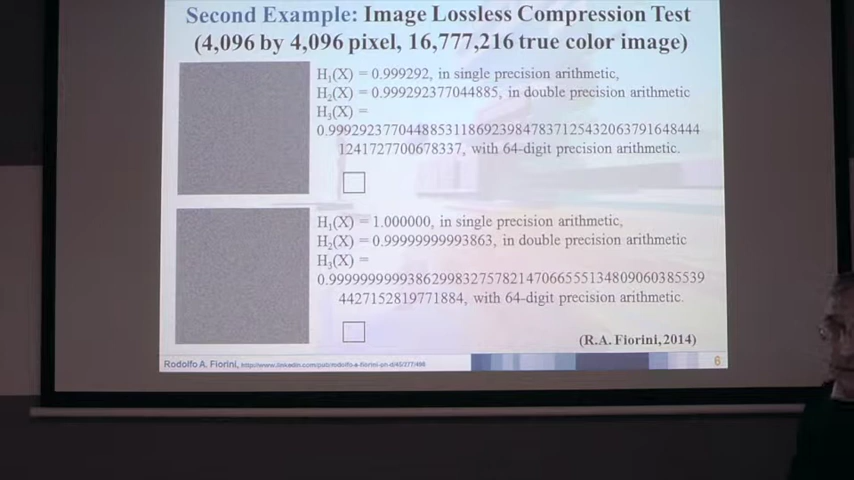 Second Example: Image Lossless Compression Test
(4,096 by 4,096 pixel, 16,777,216 true color image)
H₁(X) = 0.999292, in single precision arithmetic,
H₂(X) = 0.999292377044885, in double precision arithmetic
H₃(X) =
0.99929237704488531186923984783712543206379164844​4
1241727700678337, with 64-digit precision arithmetic.
H₁(X) = 1.000000, in single precision arithmetic,
H₂(X) = 0.99999999993863, in double precision arithmetic
H₃(X) =
0.99999999993862998327578214706655513480906038553​9
4427152819771884, with 64-digit precision arithmetic.
(R.A. Fiorini, 2014)
Rodolfo A. Fiorini,
6